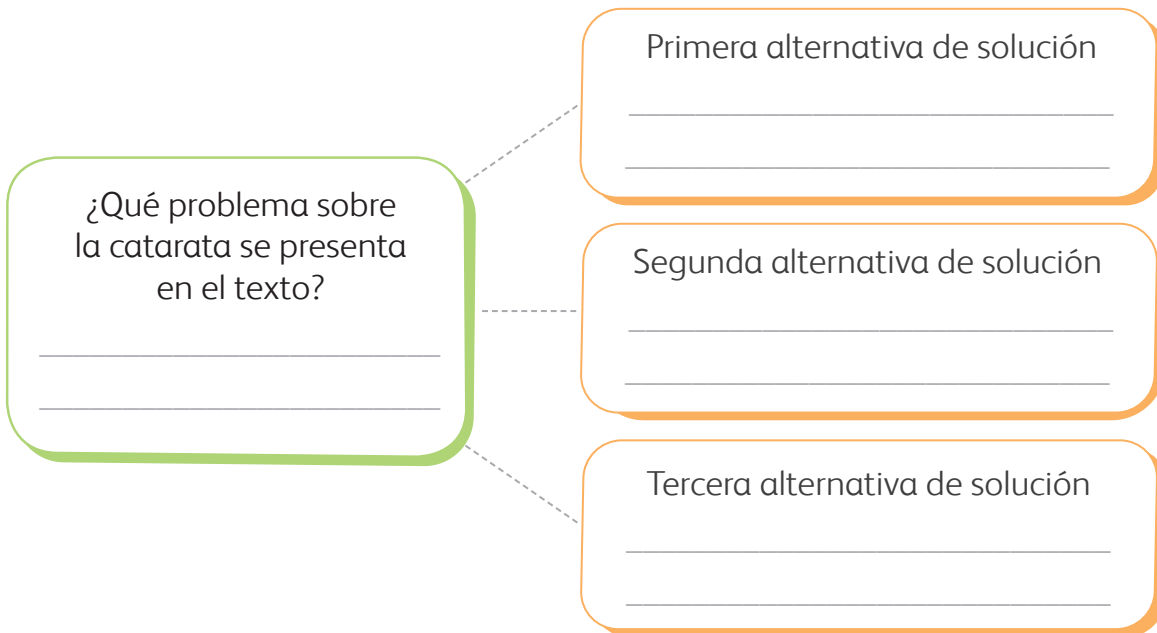 ¿Qué problema sobre
la catarata se presenta
en el texto?
Primera alternativa de solución
Segunda alternativa de solución
Tercera alternativa de solución